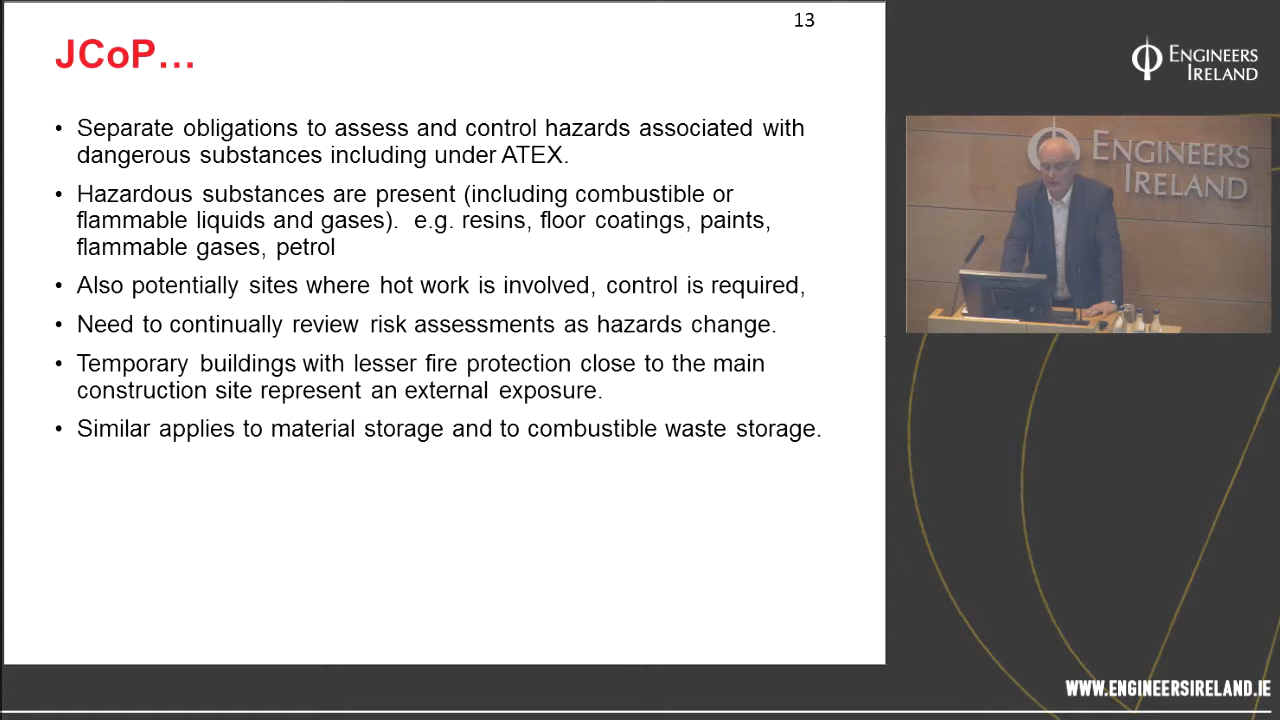 13
JCoP...
• Separate obligations to assess and control hazards associated with
dangerous substances including under ATEX.
• Hazardous substances are present (including combustible or
flammable liquids and gases). e.g. resins, floor coatings, paints,
flammable gases, petrol
• Also potentially sites where hot work is involved, control is required,
• Need to continually review risk assessments as hazards change.
• Temporary buildings with lesser fire protection close to the main
construction site represent an external exposure.
• Similar applies to material storage and to combustible waste storage.
ENGINEERS
IRELAND
ENGINEERS
IRELAND
WWW.ENGINEERSIRELAND.IE